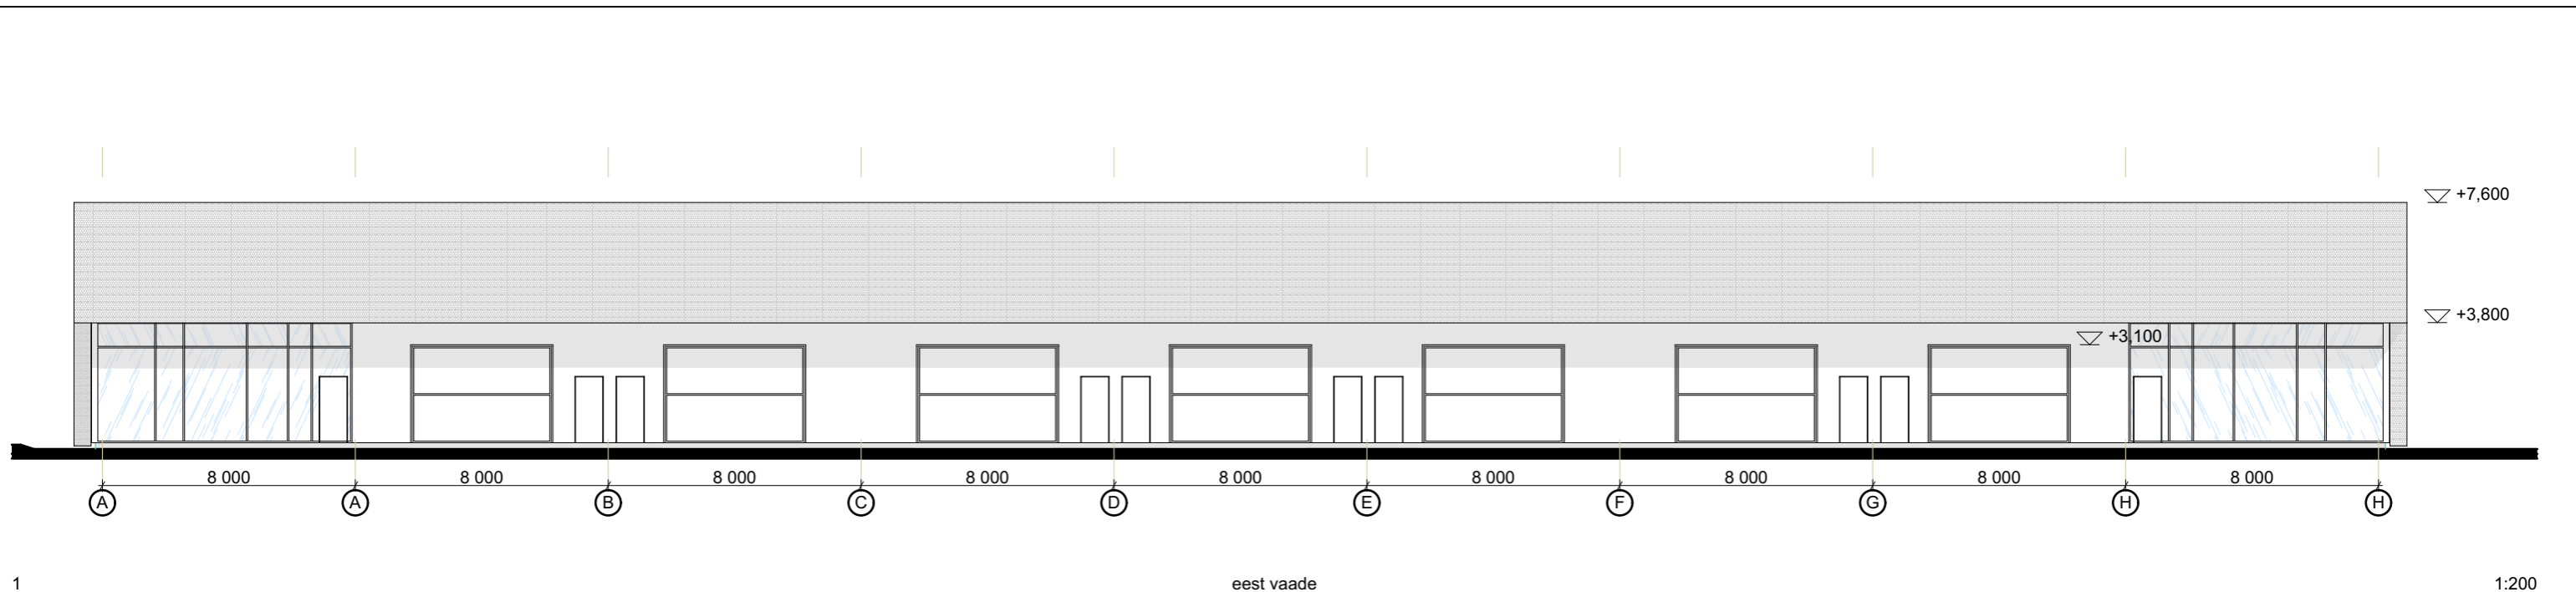 +7,600
+3,800
+3,100
8 000 8 000 8 000 8 000 8 000 8 000 8 000 8 000 8 000
A A B C D E F G H H
1 eest vaade 1:200